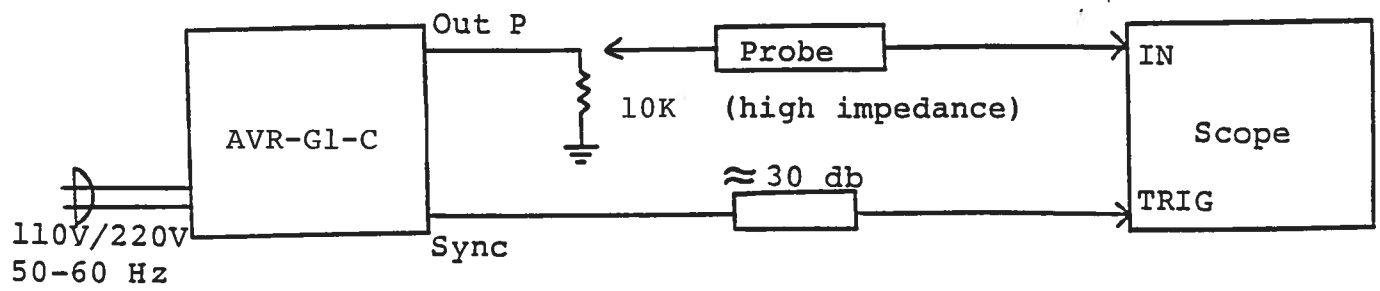 Out P
Probe
IN
10K
(high impedance)
AVR-G1-C
Scope
≈ 30 db
TRIG
110V/220V
Sync
50-60 Hz